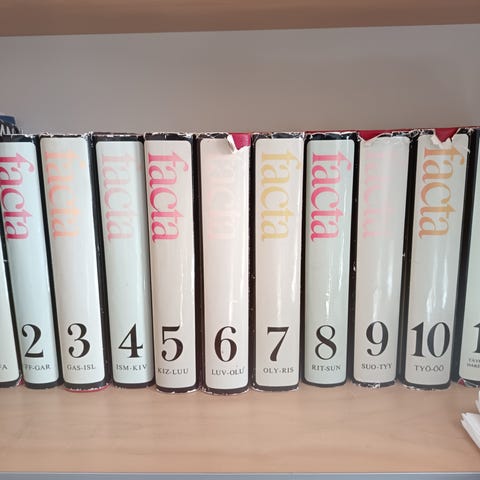 facta
2
FF-GAR.
facta
3
GAS-ISL
facta
4
ISM-KIV
facta
5
KIZ-LUU
facta
6
LUV-OLU
facta
7
OLY-RIS
facta
8
RIT-SUN
facta
9
SUO-TYY
facta
10
TYÖ-ÖÖ